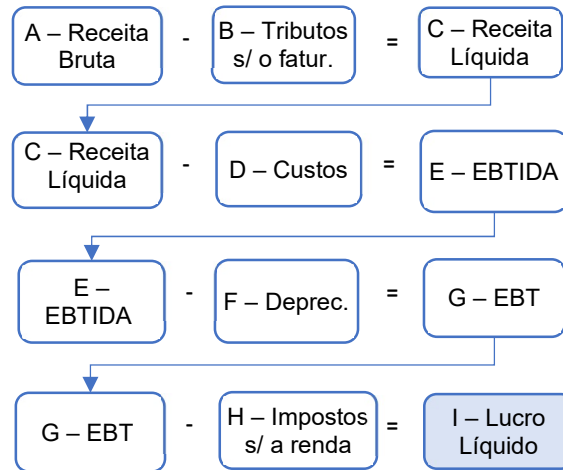 A – Receita Bruta - B – Tributos s/ o fatur. = C – Receita Líquida
C – Receita Líquida - D – Custos = E – EBTIDA
E – EBTIDA - F – Deprec. = G – EBT
G – EBT - H – Impostos s/ a renda = I – Lucro Líquido